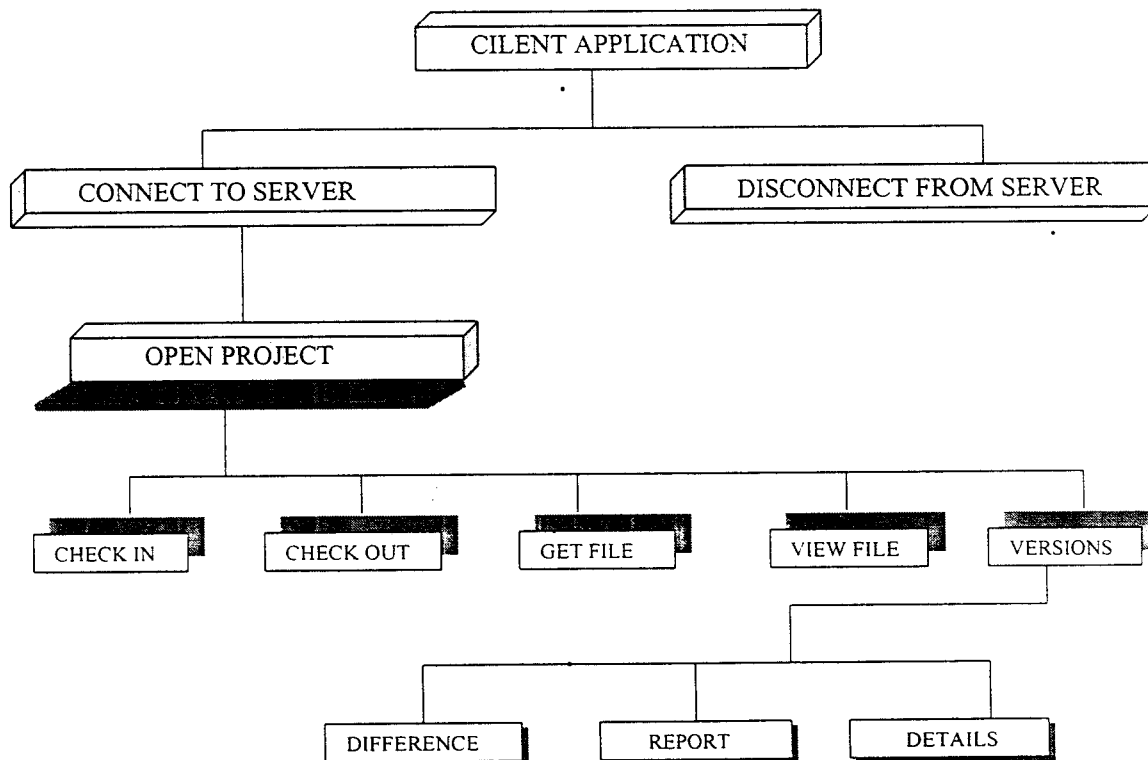 CILENT APPLICATION
CONNECT TO SERVER
DISCONNECT FROM SERVER
OPEN PROJECT
CHECK IN
CHECK OUT
GET FILE
VIEW FILE
VERSIONS
DIFFERENCE
REPORT
DETAILS